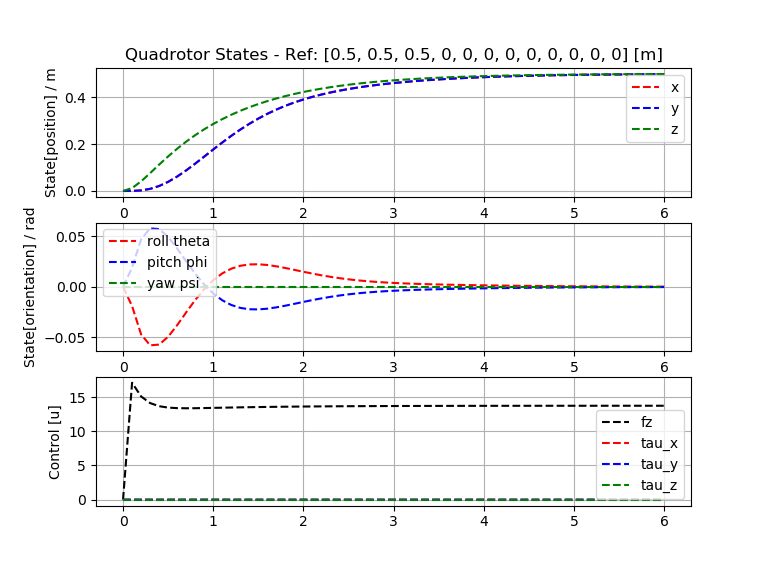 Quadrotor States - Ref: [0.5, 0.5, 0.5, 0, 0, 0, 0, 0, 0, 0, 0, 0] [m]
State[position] / m
0.4
0.2
0.0
x
y
z
0 1 2 3 4 5 6
State[orientation] / rad
0.05
0.00
−0.05
roll theta
pitch phi
yaw psi
0 1 2 3 4 5 6
Control [u]
15
10
5
0
fz
tau_x
tau_y
tau_z
0 1 2 3 4 5 6